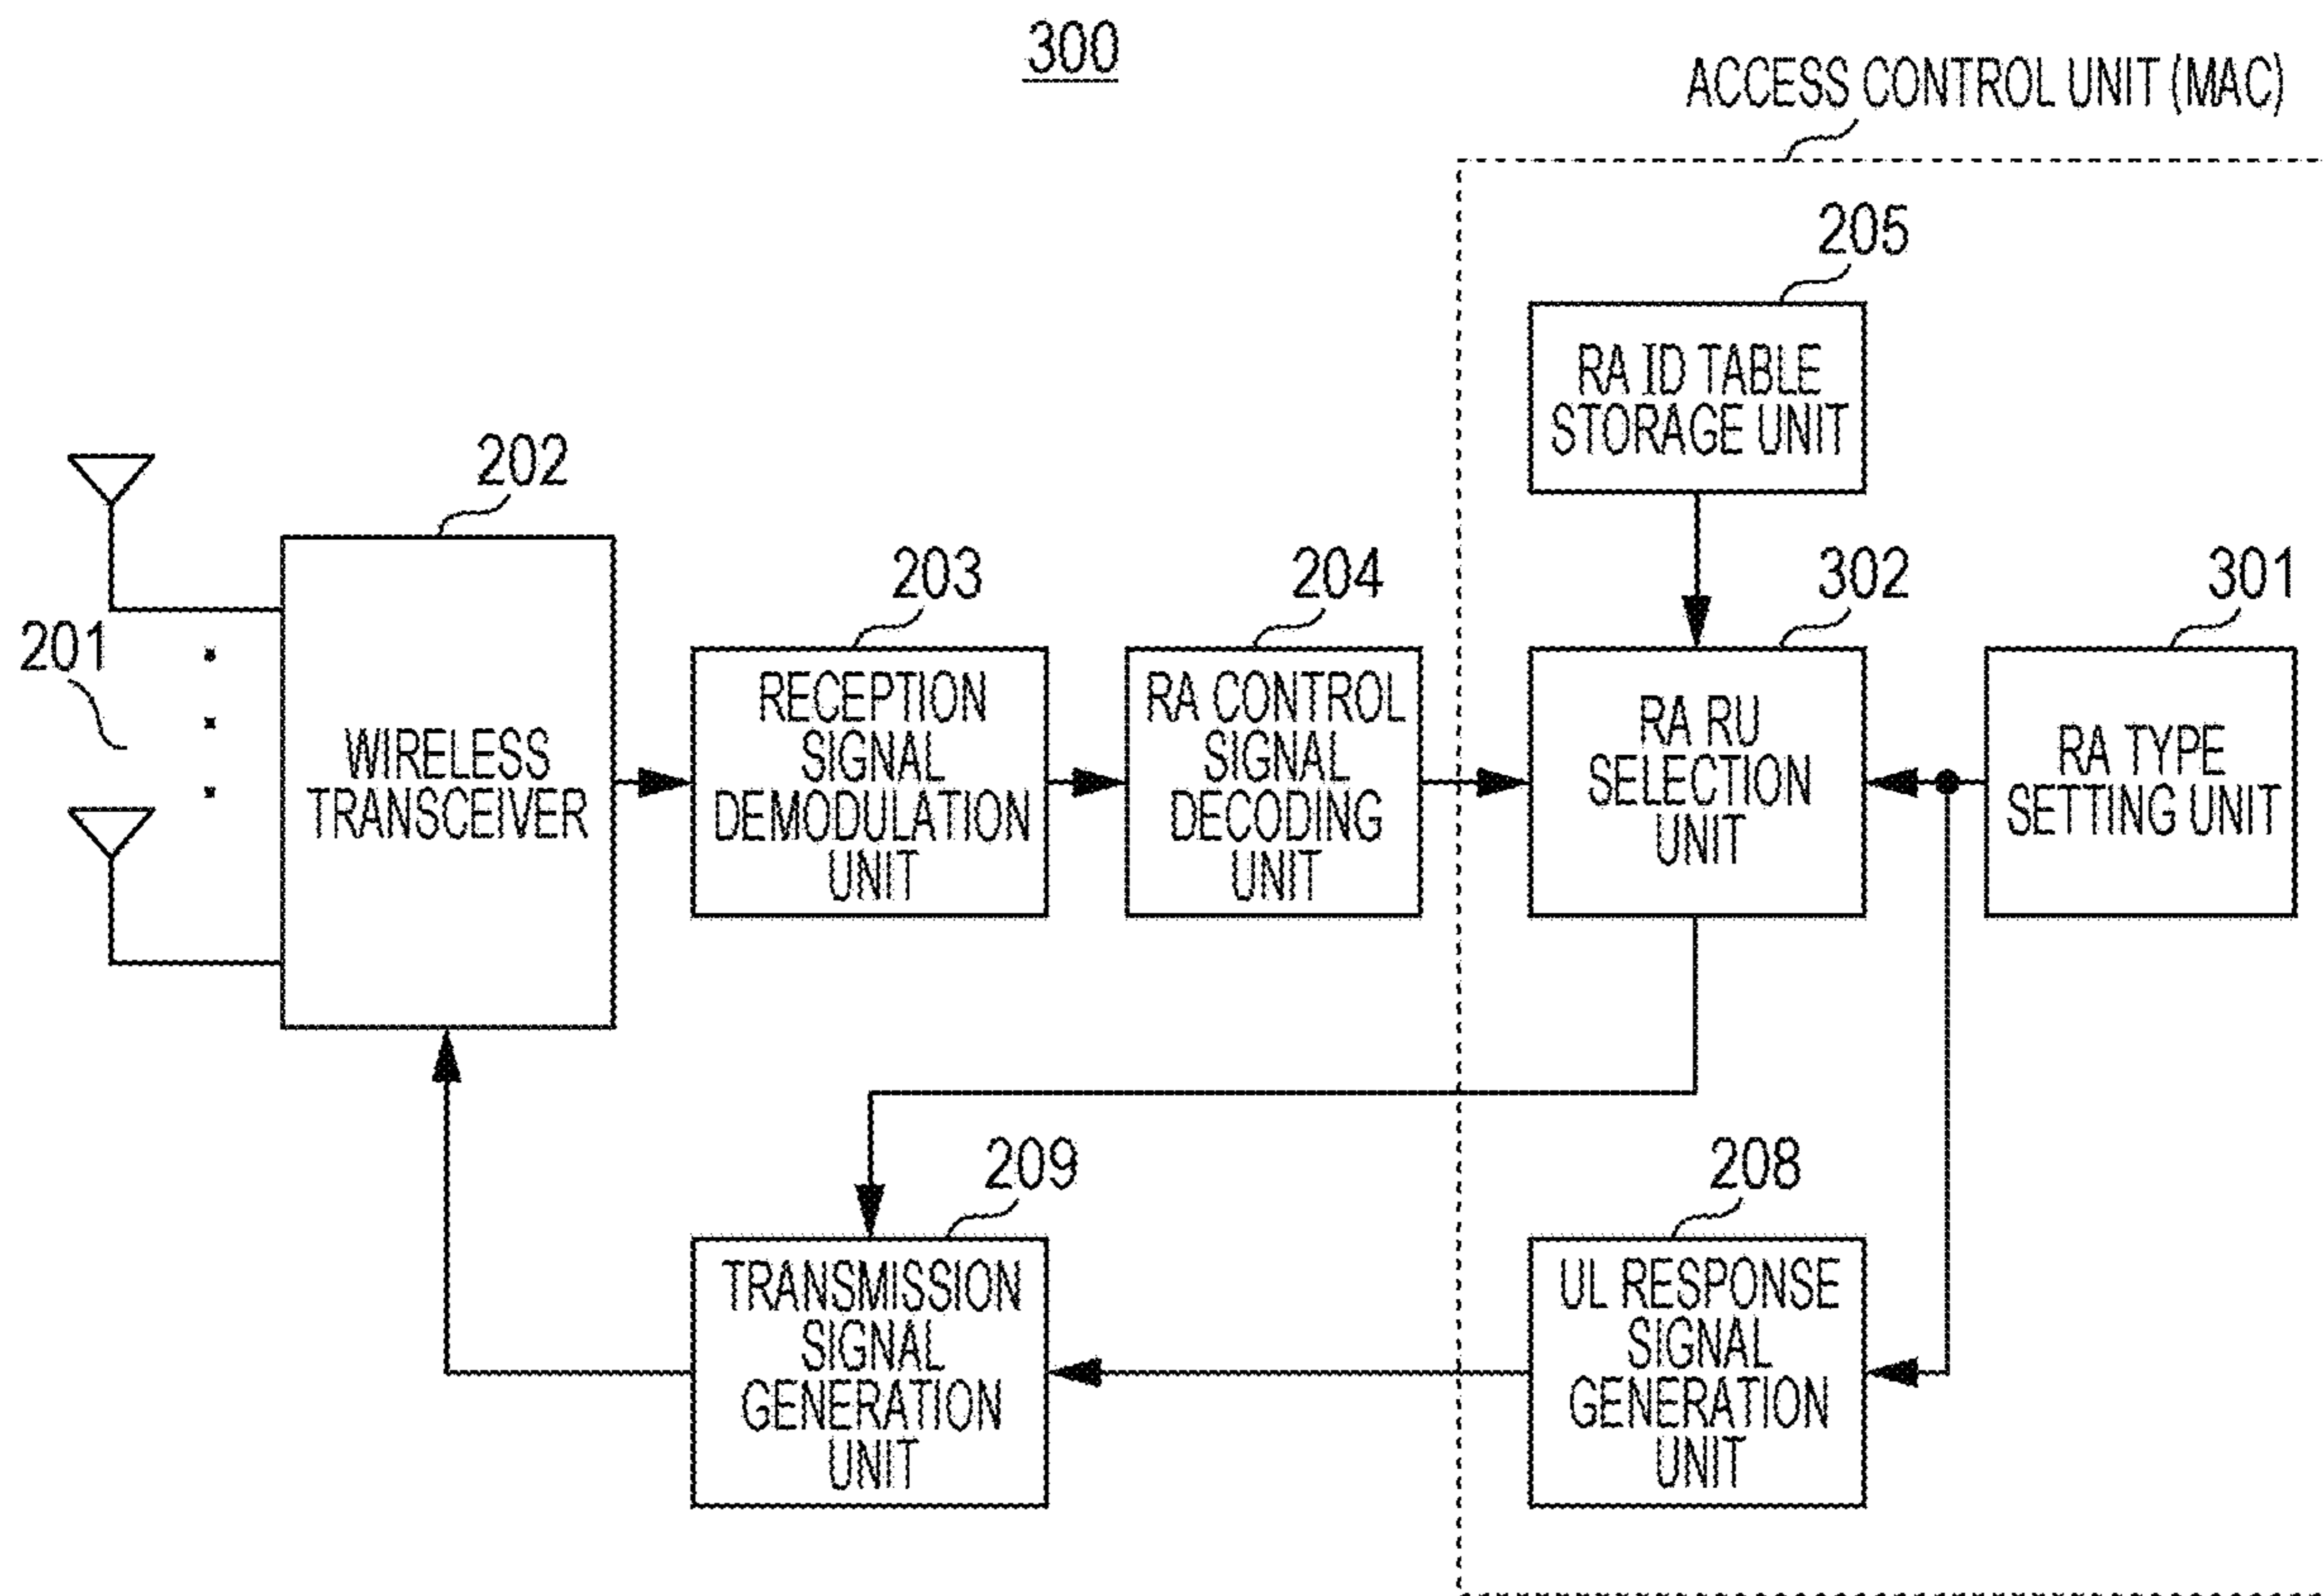 300
ACCESS CONTROL UNIT (MAC)
205
RA ID TABLE
STORAGE UNIT
202
203
204
302
301
201
WIRELESS
TRANSCEIVER
RECEPTION
SIGNAL
DEMODULATION
UNIT
RA CONTROL
SIGNAL
DECODING
UNIT
RA RU
SELECTION
UNIT
RA TYPE
SETTING UNIT
209
208
TRANSMISSION
SIGNAL
GENERATION
UNIT
UL RESPONSE
SIGNAL
GENERATION
UNIT